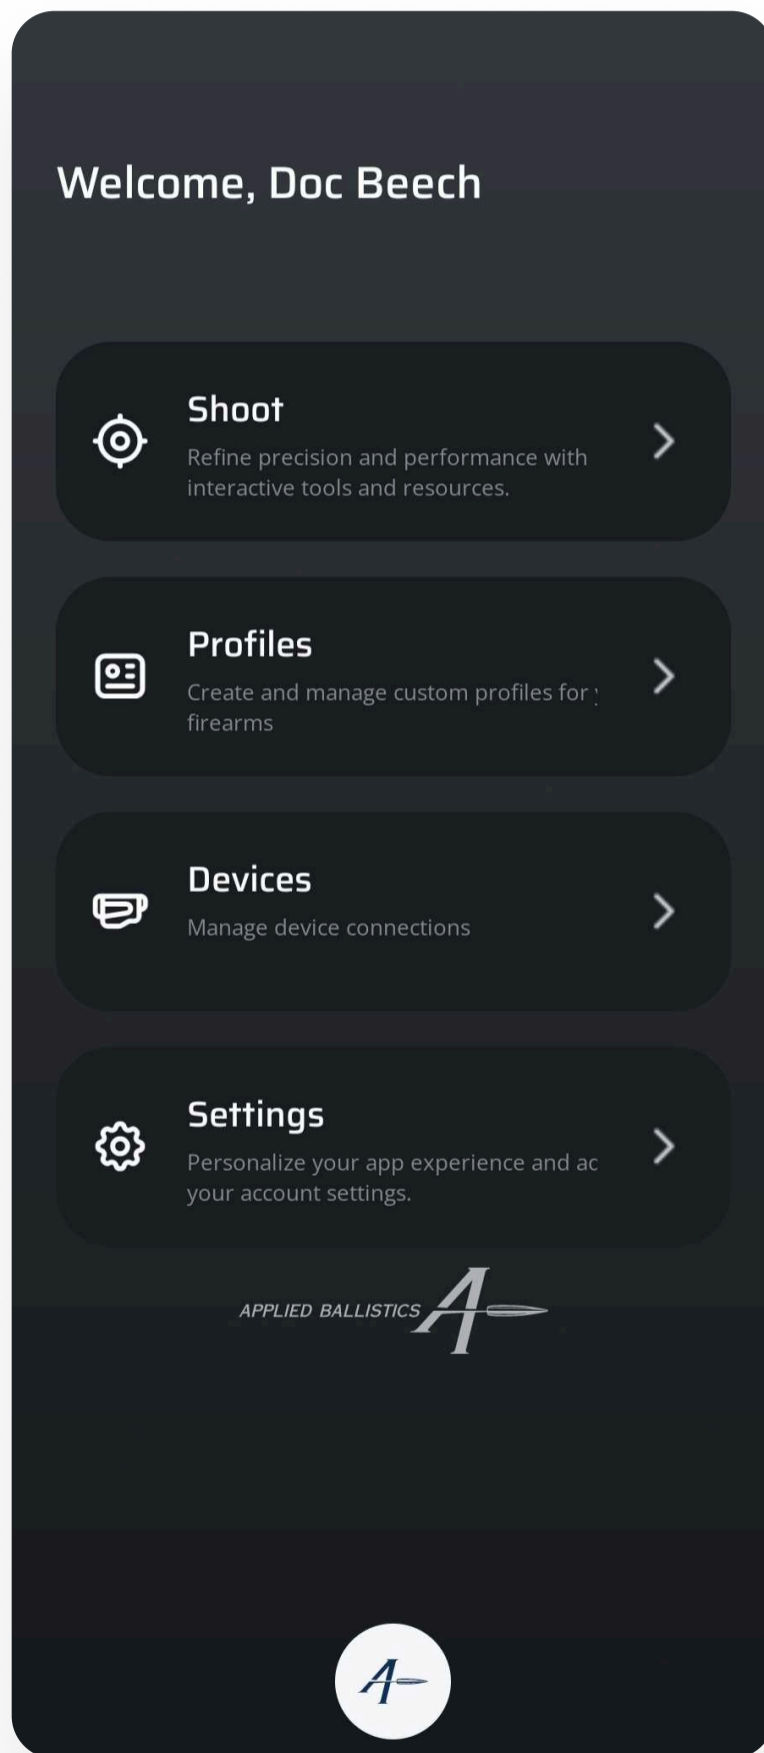 Welcome, Doc Beech
Shoot
Refine precision and performance with
interactive tools and resources.
Profiles
Create and manage custom profiles for
firearms
Devices
Manage device connections
Settings
Personalize your app experience and ac
your account settings.
APPLIED BALLISTICS A
A